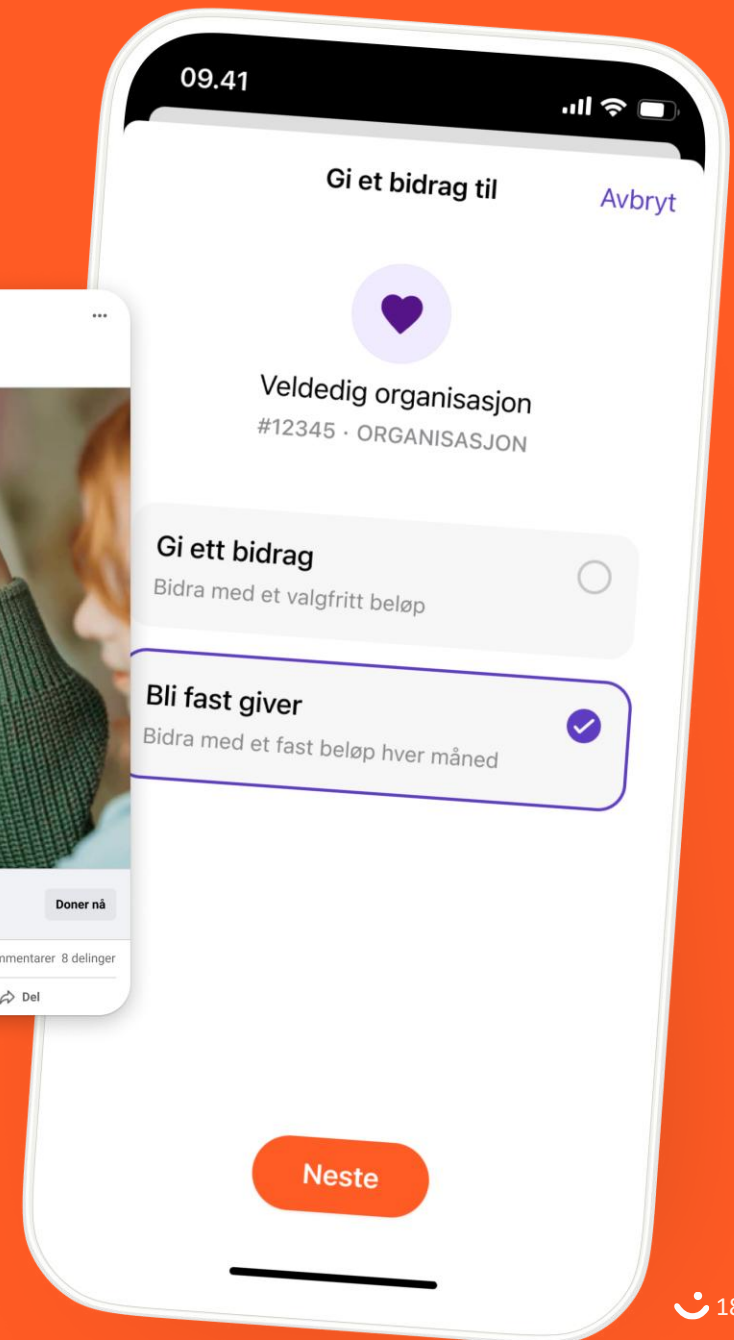 09.41
Gi et bidrag til
Avbryt
Veldedig organisasjon
#12345 · ORGANISASJON
Gi ett bidrag
Bidra med et valgfritt beløp
Bli fast giver
Bidra med et fast beløp hver måned
Doner nå
8 delinger
Del
Neste